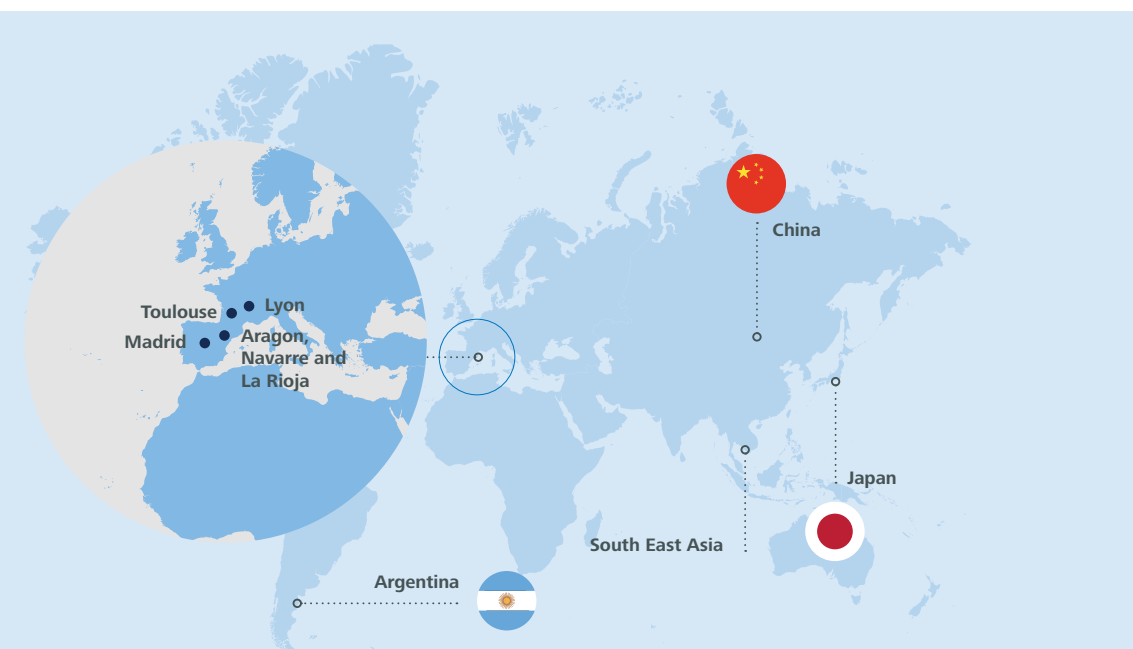 China
Toulouse
Lyon
Madrid
Aragon,
Navarre and
La Rioja
Japan
South East Asia
Argentina